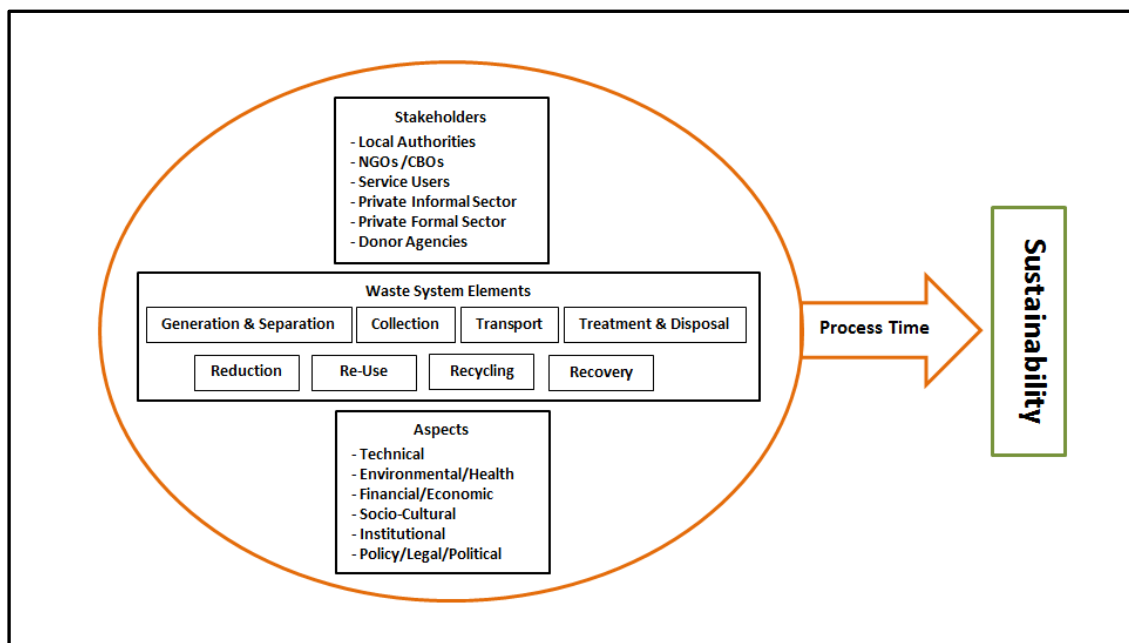 Stakeholders
- Local Authorities
- NGOs /CBOs
- Service Users
- Private Informal Sector
- Private Formal Sector
- Donor Agencies
Waste System Elements
Generation & Separation
Collection
Transport
Treatment & Disposal
Reduction
Re-Use
Recycling
Recovery
Aspects
- Technical
- Environmental/Health
- Financial/Economic
- Socio-Cultural
- Institutional
- Policy/Legal/Political
Process Time
Sustainability